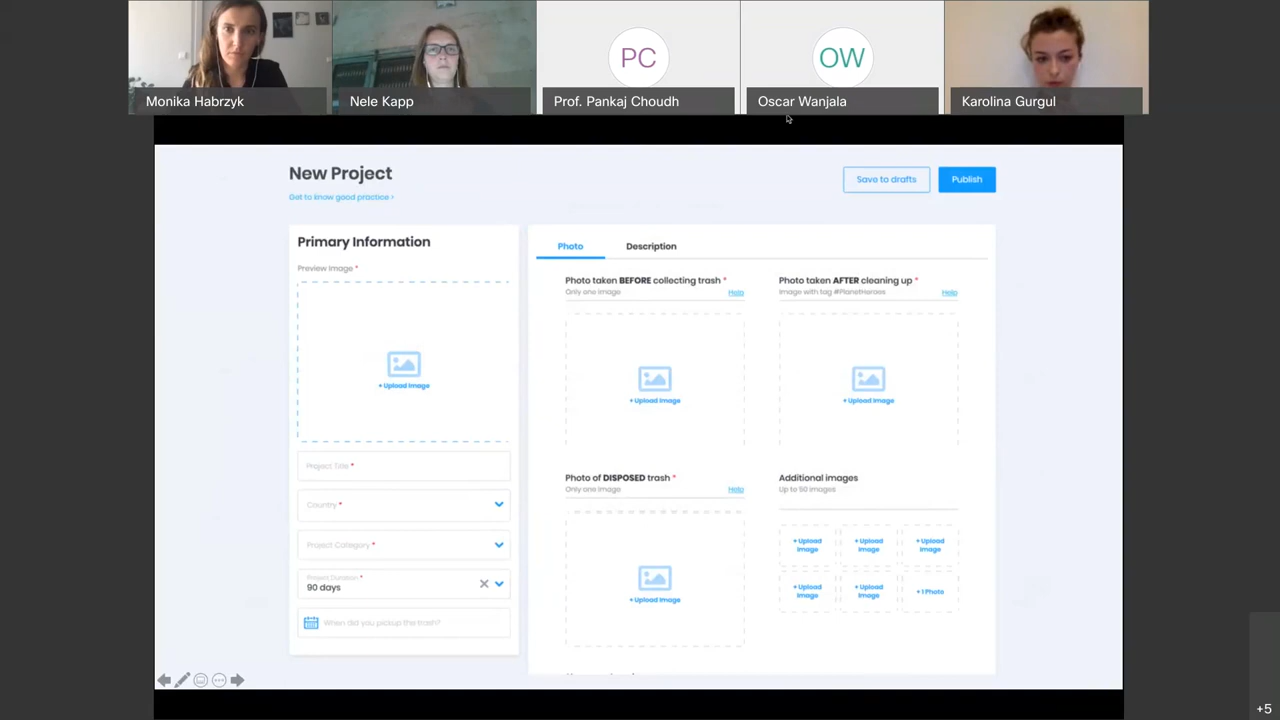 PC
OW
Monika Habrzyk
Nele Kapp
Prof. Pankaj Choudh
Oscar Wanjala
Karolina Gurgul
New Project
Get to know good practice >
Save to drafts
Publish
Primary Information
Preview Image *
+ Upload Image
Project Title *
Country *
Project Category *
Project Duration *
90 days
When did you pickup the trash?
Photo
Description
Photo taken BEFORE collecting trash *
Only one image
Help
+ Upload Image
Photo taken AFTER cleaning up *
Image with tag #PlanetHeroes
Help
+ Upload Image
Photo of DISPOSED trash *
Only one image
Help
+ Upload Image
Additional images
Up to 50 images
+ Upload
Image
+ Upload
Image
+ Upload
Image
+ Upload
Image
+ Upload
Image
+ 1 Photo
+5